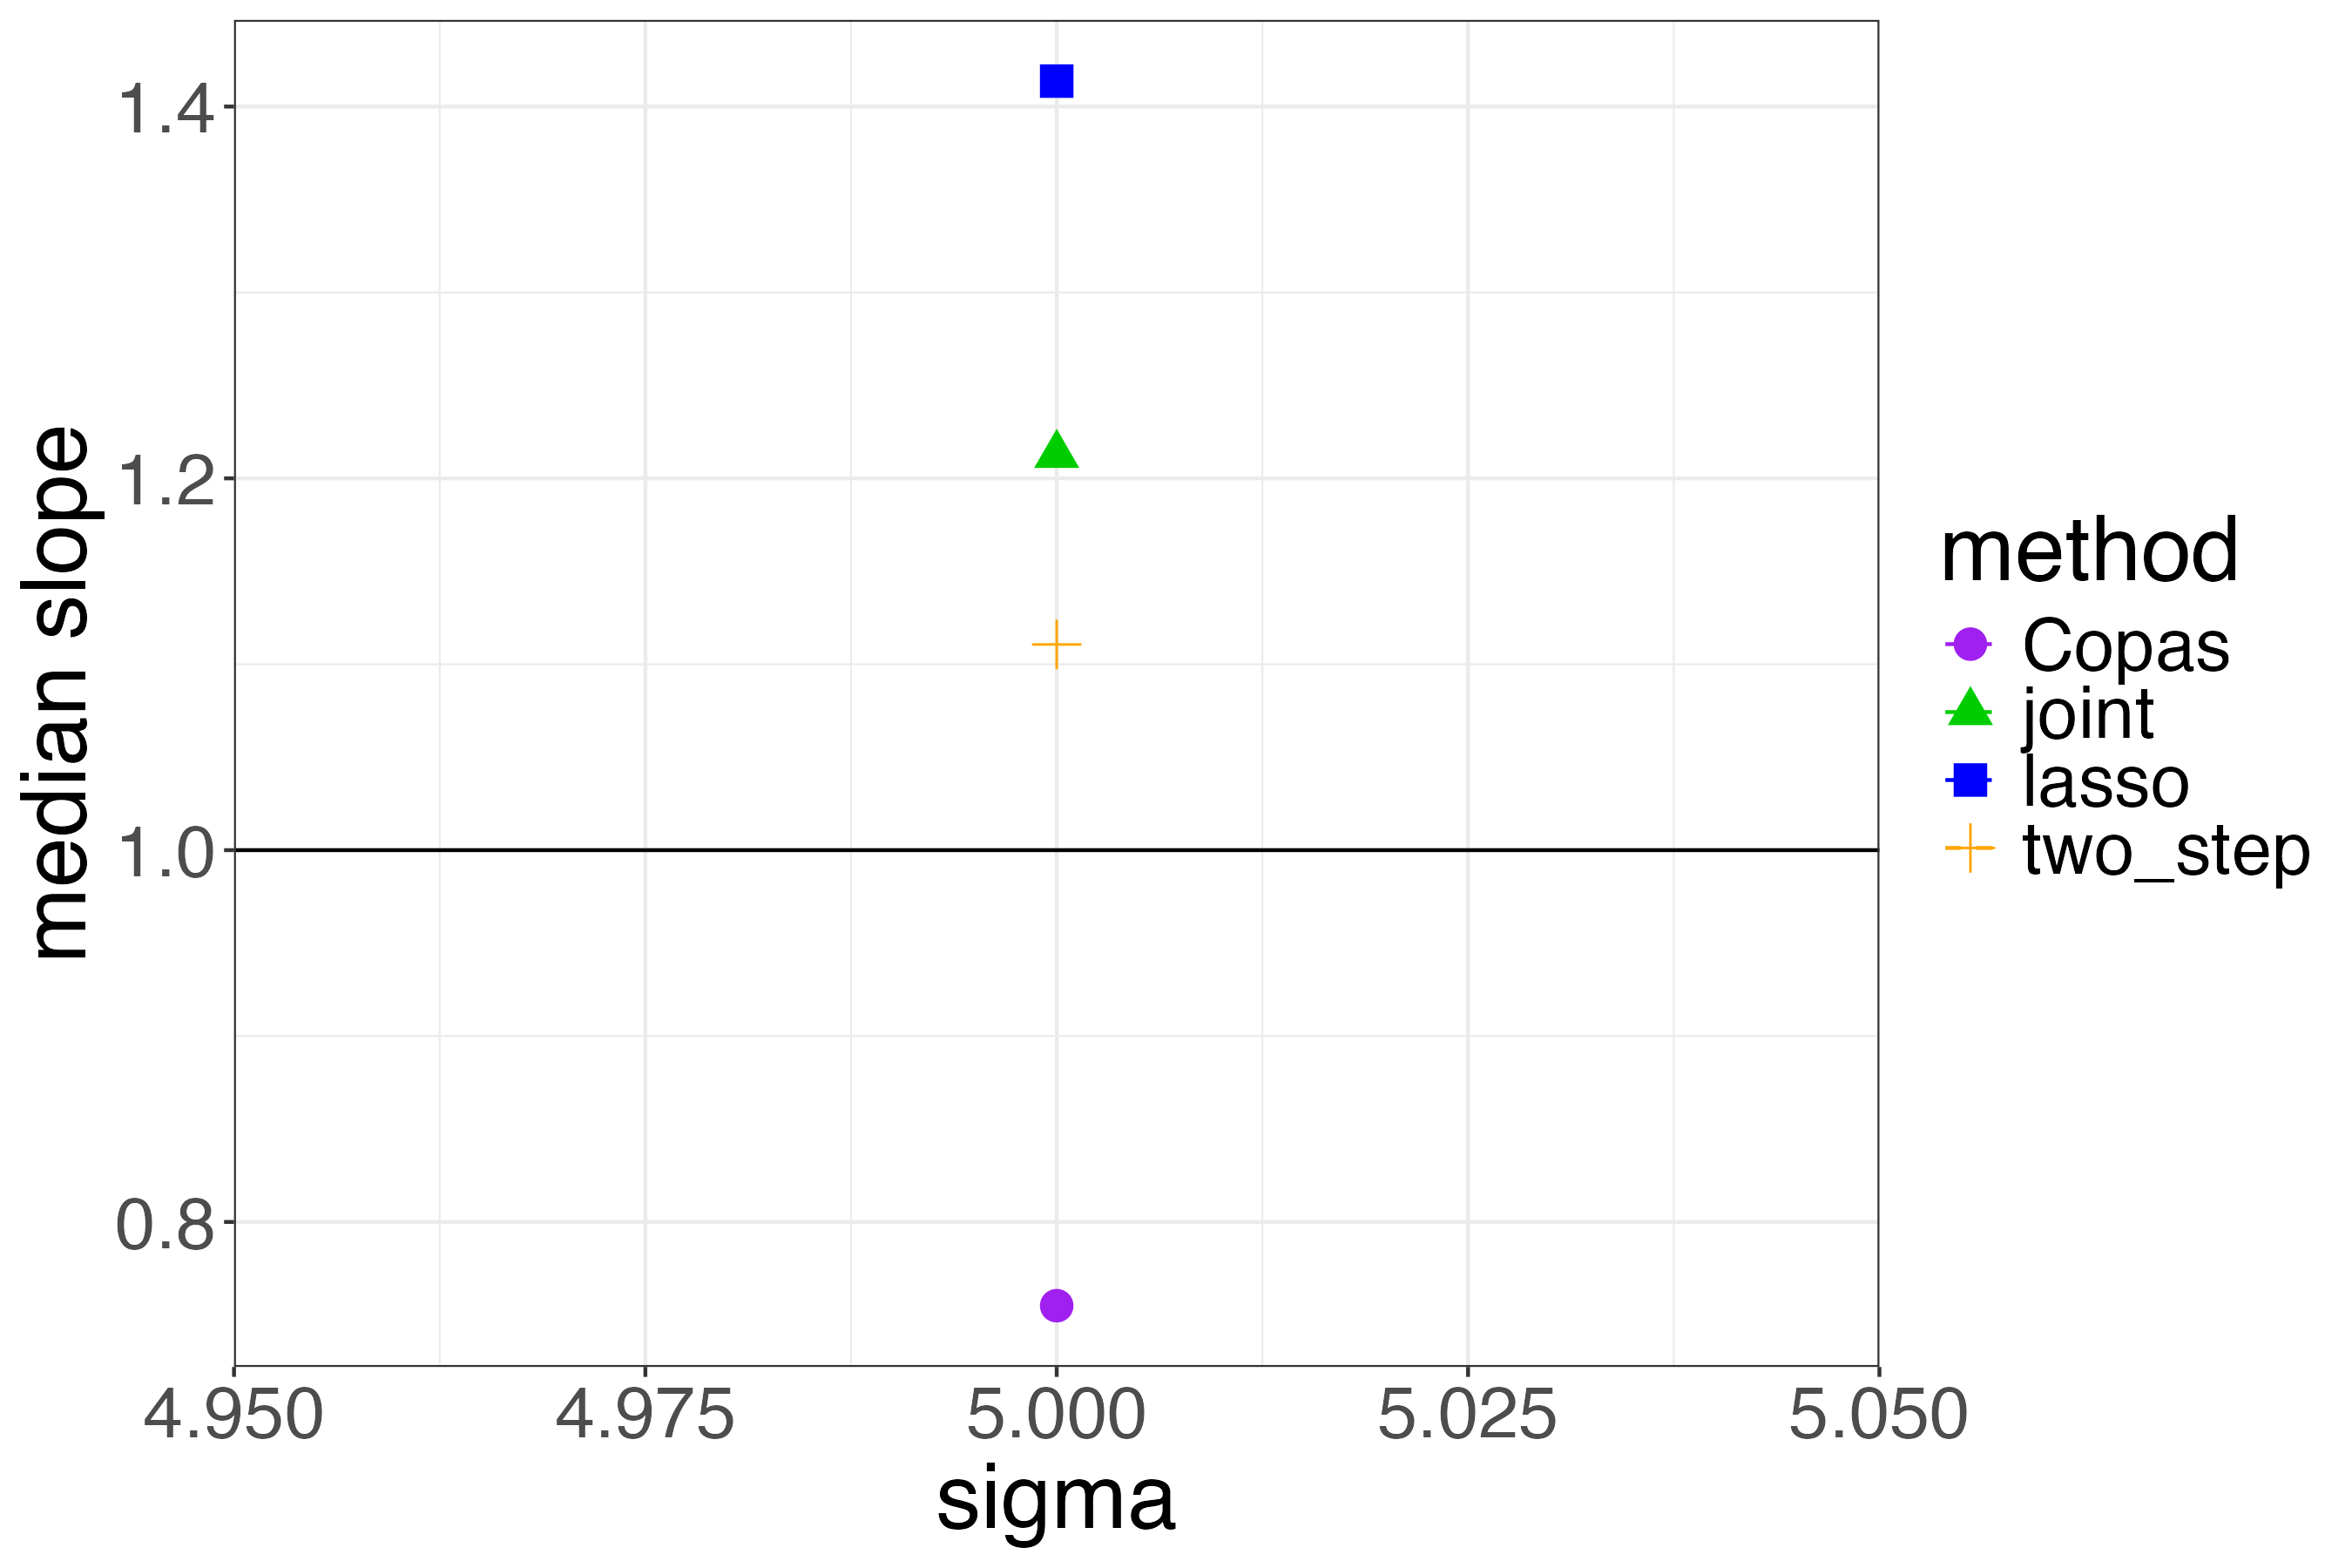 median slope
1.4
1.2
1.0
0.8
4.950 4.975 5.000 5.025 5.050
sigma
method
Copas
joint
lasso
two_step